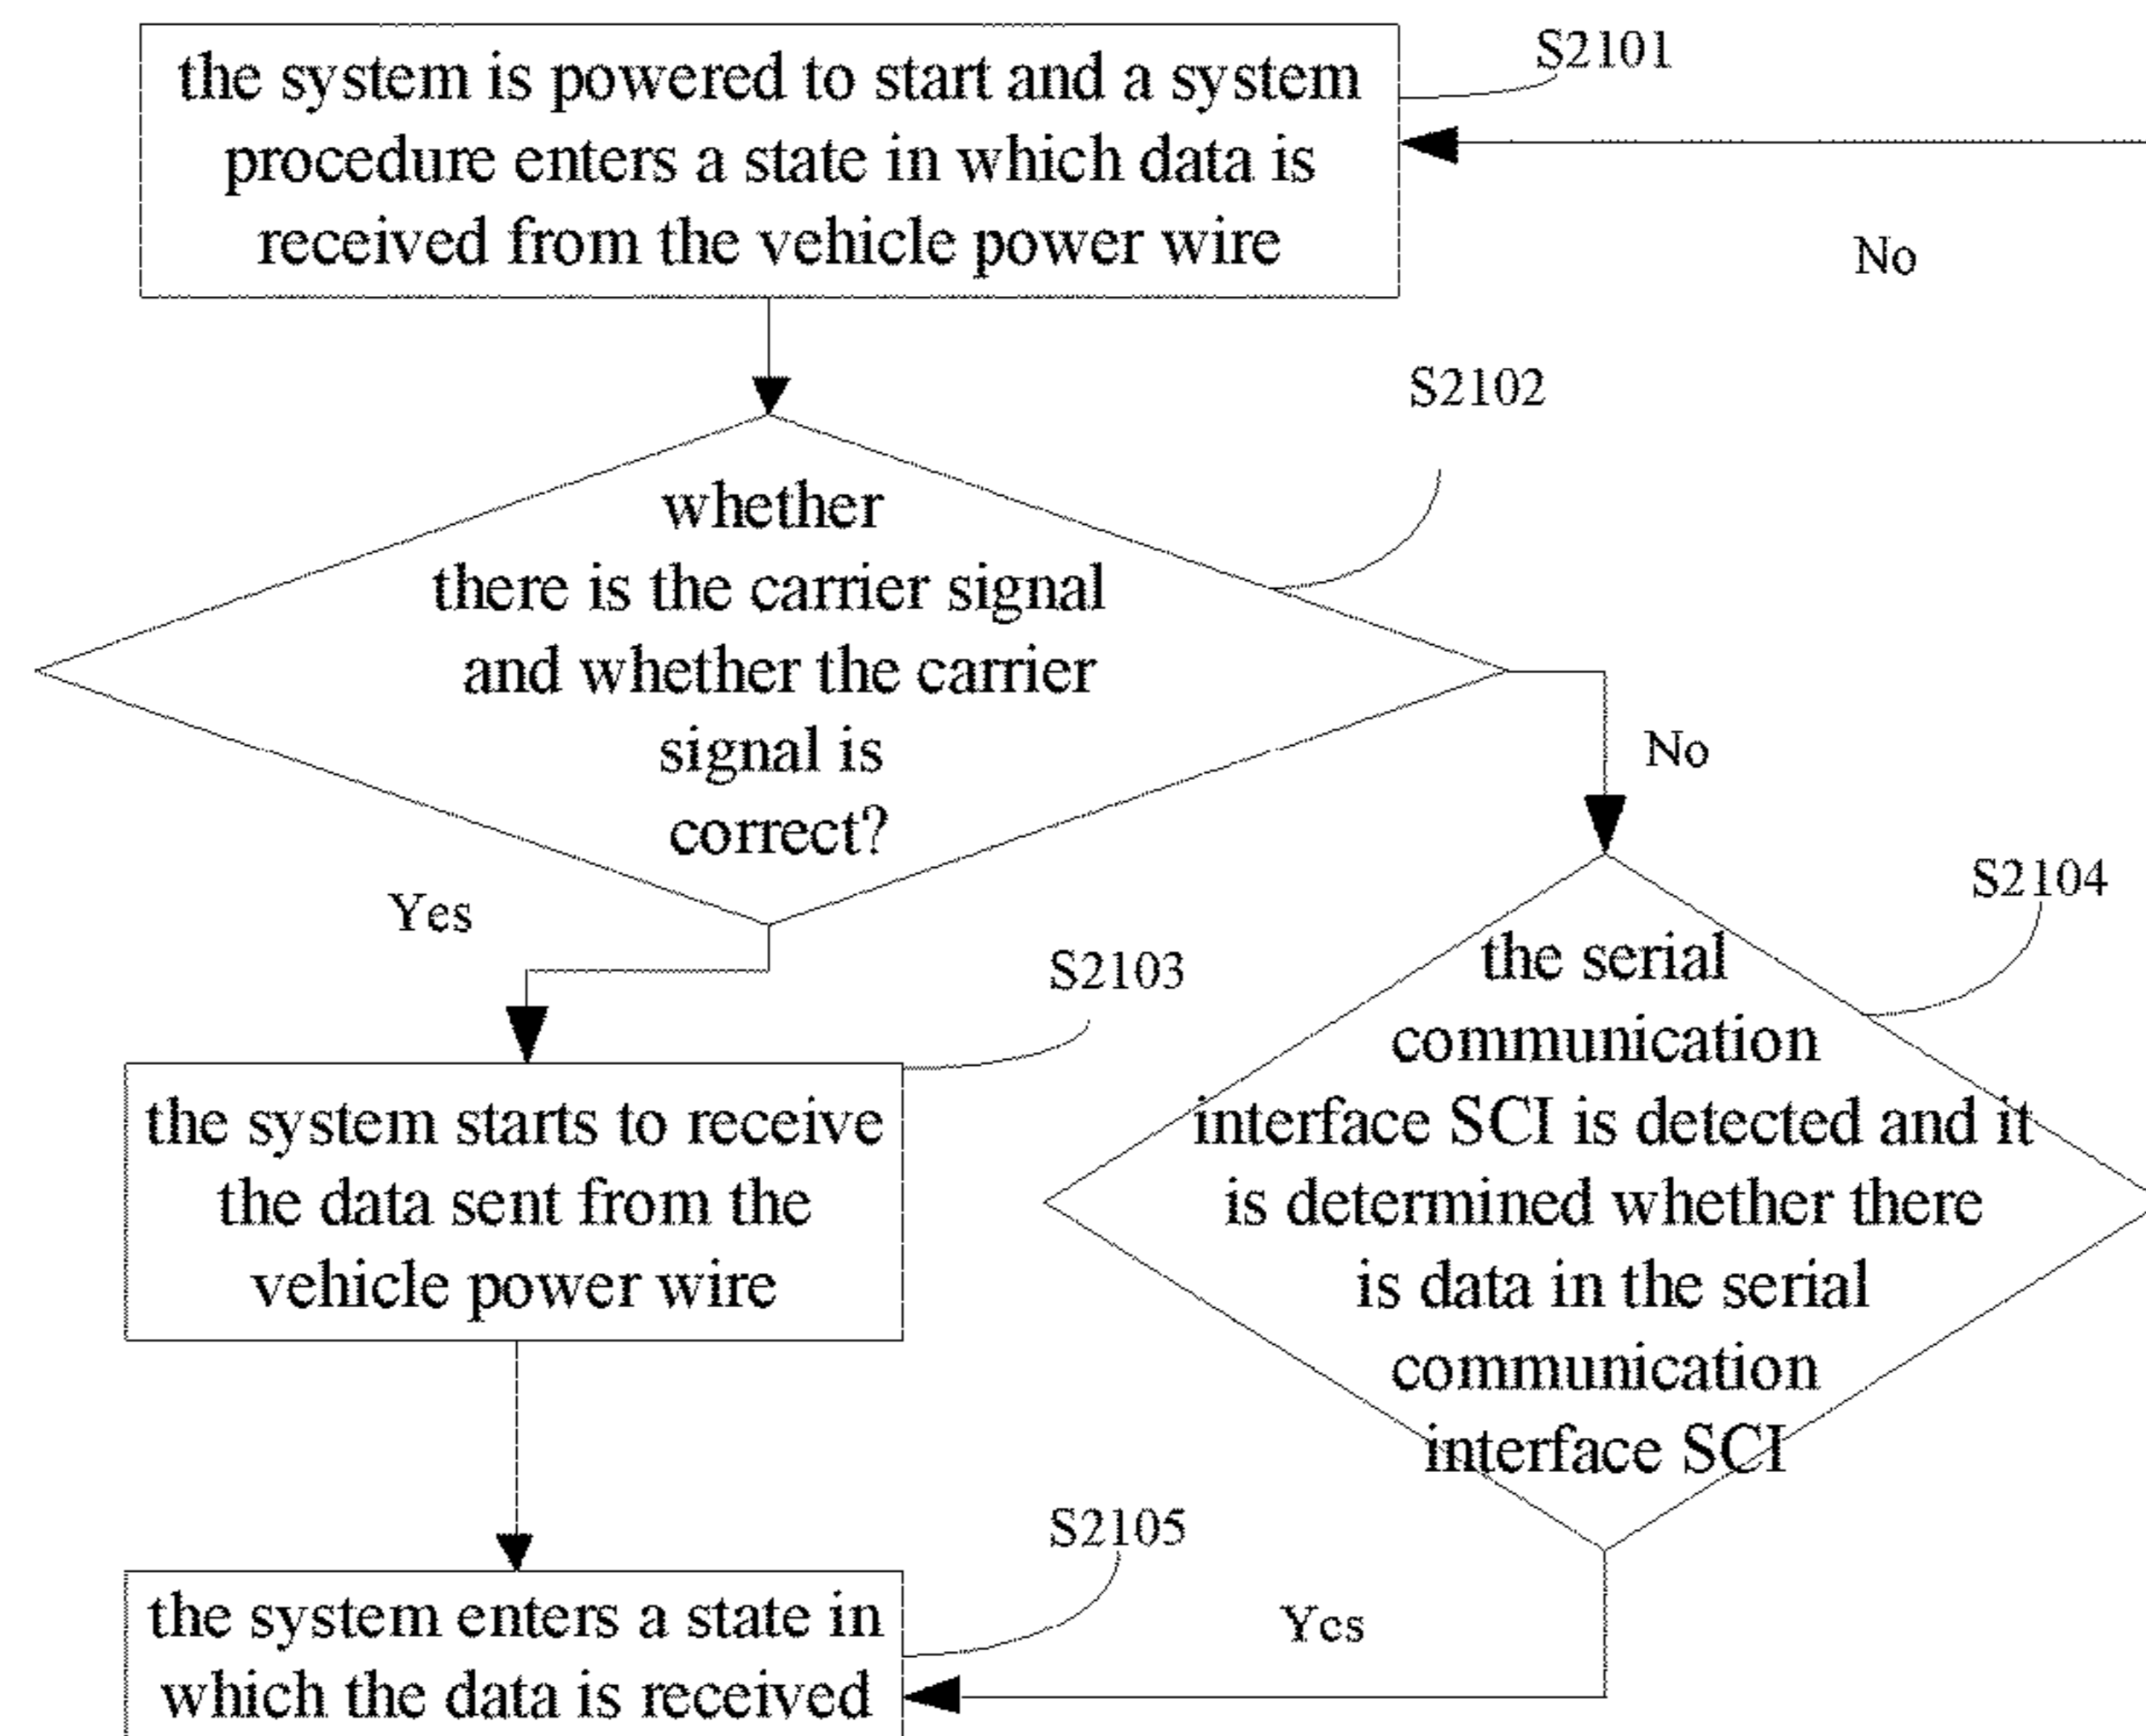 the system is powered to start and a system
procedure enters a state in which data is
received from the vehicle power wire
S2101
No
S2102
whether
there is the carrier signal
and whether the carrier
signal is
correct?
No
Yes
S2103
the system starts to receive
the data sent from the
vehicle power wire
S2104
the serial
communication
interface SCI is detected and it
is determined whether there
is data in the serial
communication
interface SCI
S2105
the system enters a state in
which the data is received
Yes